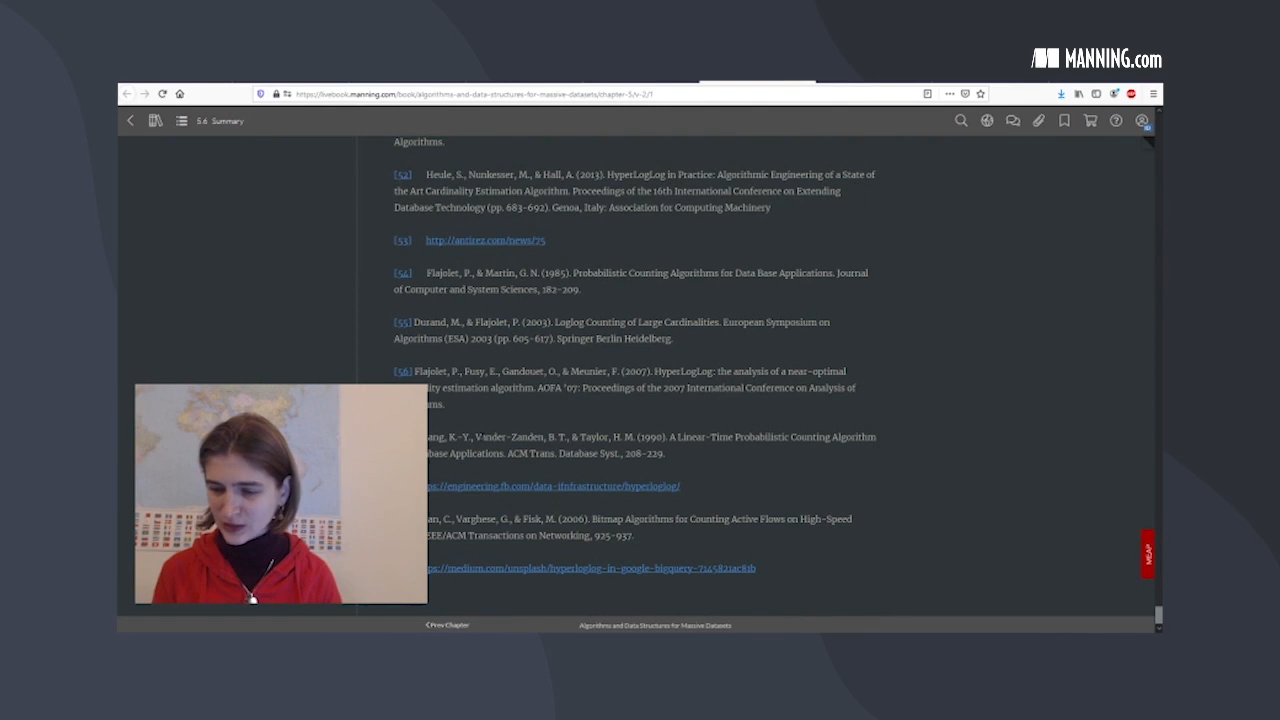 MANNING.com
https://livebook.manning.com/book/algorithms-and-data-structures-for-massive-datasets/chapter-5/v-2/1
5.6 Summary
Algorithms.
[52] Heule, S., Nunkesser, M., & Hall, A. (2013). HyperLogLog in Practice: Algorithmic Engineering of a State of
the Art Cardinality Estimation Algorithm. Proceedings of the 16th International Conference on Extending
Database Technology (pp. 683-692). Genoa, Italy: Association for Computing Machinery
[53] http://antirez.com/news/75
[54] Flajolet, P., & Martin, G. N. (1985). Probabilistic Counting Algorithms for Data Base Applications. Journal
of Computer and System Sciences, 182-209.
[55] Durand, M., & Flajolet, P. (2003). Loglog Counting of Large Cardinalities. European Symposium on
Algorithms (ESA) 2003 (pp. 605-617). Springer Berlin Heidelberg.
[56] Flajolet, P., Fusy, E., Gandouet, O., & Meunier, F. (2007). HyperLogLog: the analysis of a near-optimal
ity estimation algorithm. AOFA '07: Proceedings of the 2007 International Conference on Analysis of
ms.
ang, K.-Y., Vander-Zanden, B. T., & Taylor, H. M. (1990). A Linear-Time Probabilistic Counting Algorithm
base Applications. ACM Trans. Database Syst., 208-229.
ps://engineering.fb.com/data-ifnfrastructure/hyperloglog/
an, C., Varghese, G., & Fisk, M. (2006). Bitmap Algorithms for Counting Active Flows on High-Speed
EEE/ACM Transactions on Networking, 925-937.
MEAP
ps://medium.com/unsplash/hyperloglog-in-google-bigquery-7145821ac81b
Prev Chapter
Algorithms and Data Structures for Massive Datasets